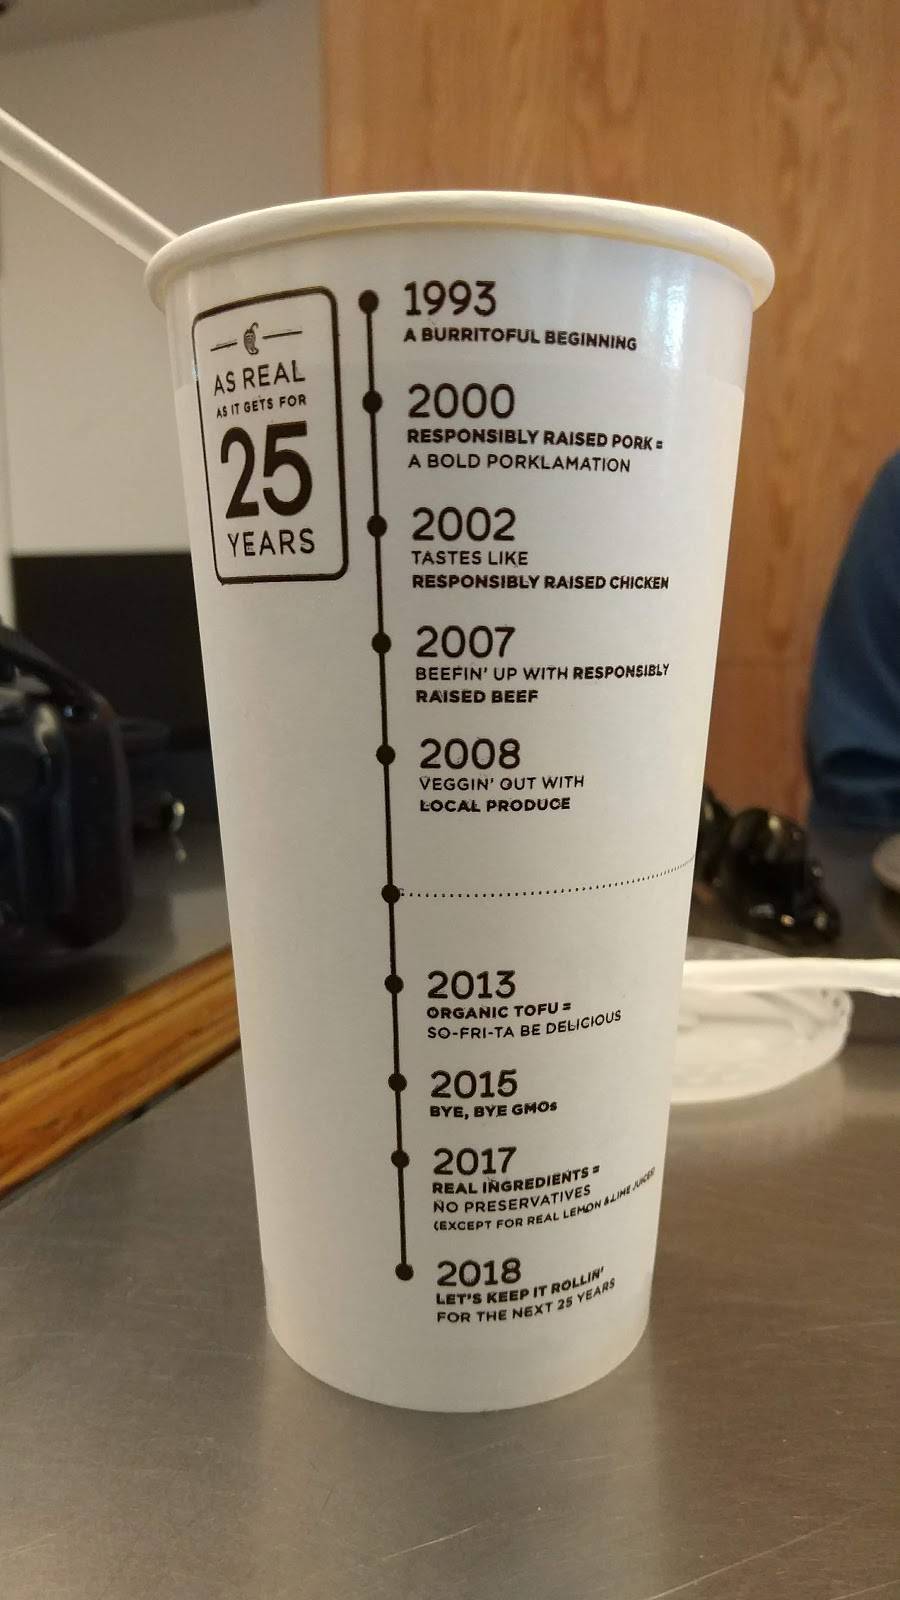 AS REAL
AS IT GETS FOR
25
YEARS
1993
A BURRITOFUL BEGINNING
2000
RESPONSIBLY RAISED PORK =
A BOLD PORKLAMATION
2002
TASTES LIKE
RESPONSIBLY RAISED CHICKEN
2007
BEEFIN' UP WITH RESPONSIBLY
RAISED BEEF
2008
VEGGIN' OUT WITH
LOCAL PRODUCE
2013
ORGANIC TOFU =
SO-FRI-TA BE DELICIOUS
2015
BYE, BYE GMOs
2017
REAL INGREDIENTS =
NO PRESERVATIVES
(EXCEPT FOR REAL LEMON & LIME JUICES)
2018
LET'S KEEP IT ROLLIN'
FOR THE NEXT 25 YEARS